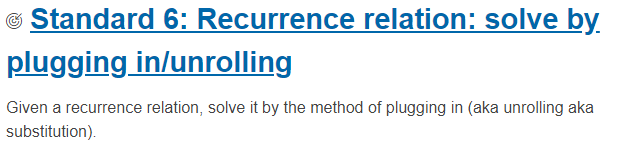 Standard 6: Recurrence relation: solve by
plugging in/unrolling
Given a recurrence relation, solve it by the method of plugging in (aka unrolling aka
substitution).